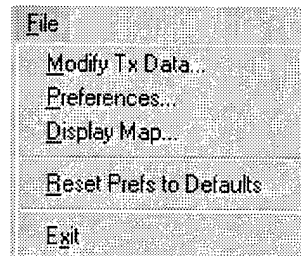 File
Modify Tx Data...
Preferences...
Display Map...
Reset Prefs to Defaults
Exit